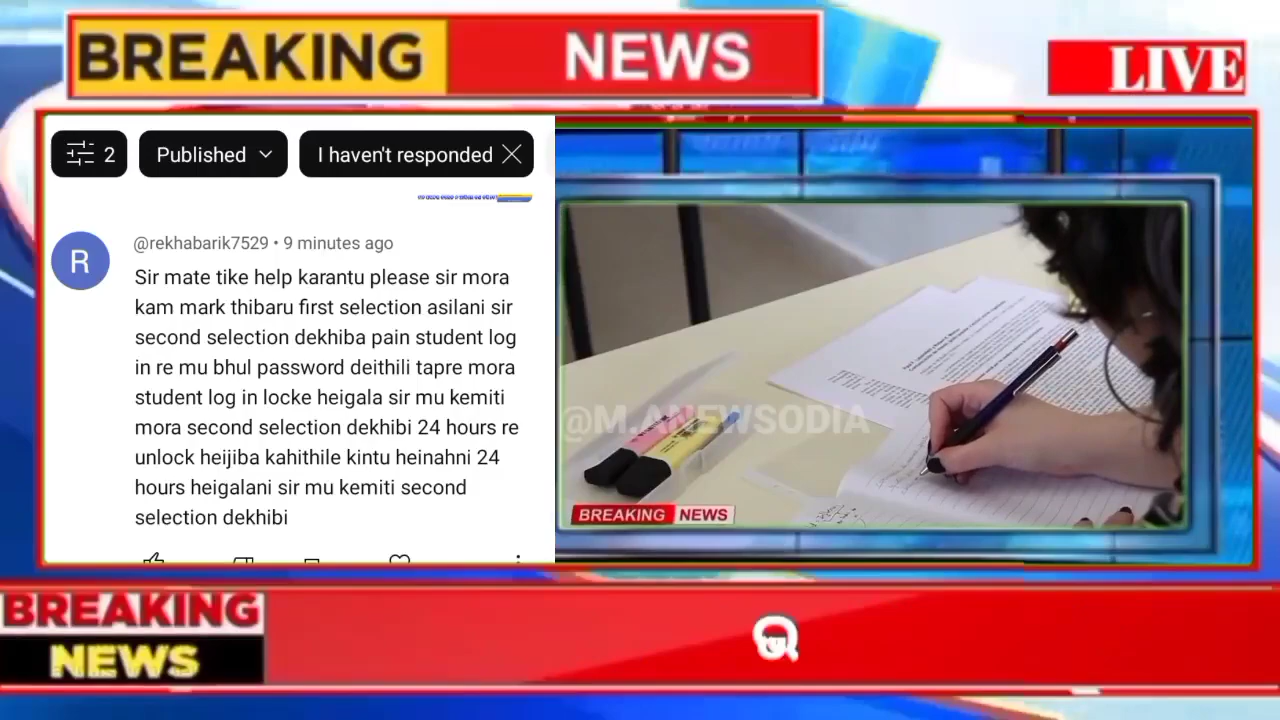 BREAKING NEWS
LIVE
2 Published I haven't responded
@rekhabarik7529 • 9 minutes ago
R
Sir mate tike help karantu please sir mora
kam mark thibaru first selection asilani sir
second selection dekhiba pain student log
in re mu bhul password deithili tapre mora
student log in locke heigala sir mu kemiti
mora second selection dekhibi 24 hours re
unlock heijiba kahithile kintu heinahni 24
hours heigalani sir mu kemiti second
selection dekhibi
@M.ANEWSODIA
BREAKING NEWS
BREAKING
NEWS